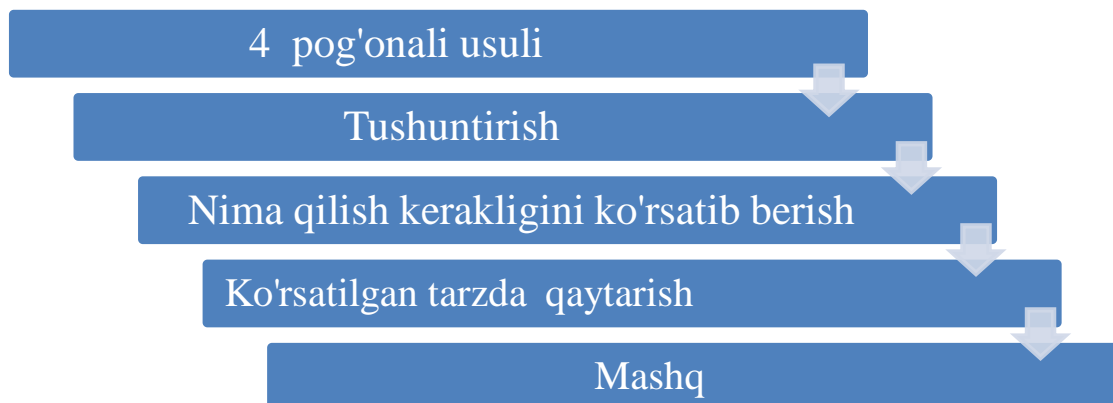 4 pog'onali usuli
Tushuntirish
Nima qilish kerakligini ko'rsatib berish
Ko'rsatilgan tarzda qaytarish
Mashq